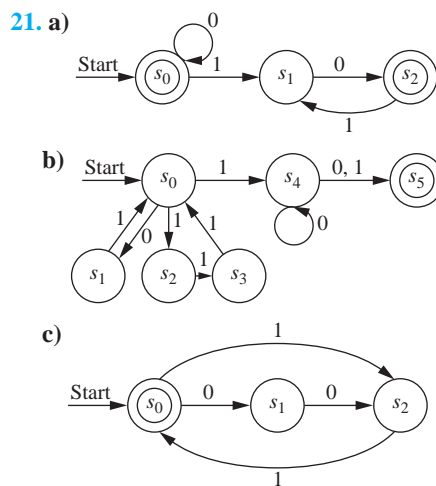 21. a)
0
Start s0 1 s1 0 s2
1
b)
Start s0 1 s4 0, 1 s5
1 0 1 1 0
s1 s2 1 s3
c)
1
Start s0 0 s1 0 s2
1